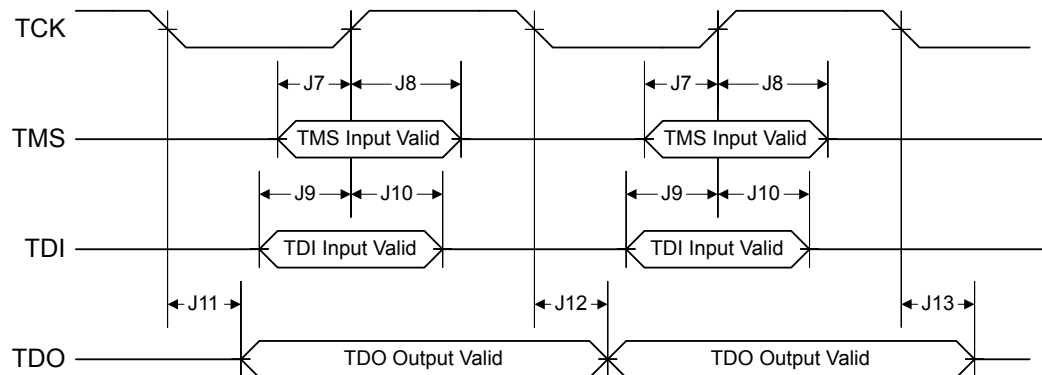 TCK
J7 J8 J7 J8
TMS TMS Input Valid TMS Input Valid
J9 J10 J9 J10
TDI TDI Input Valid TDI Input Valid
J11 J12 J13
TDO TDO Output Valid TDO Output Valid